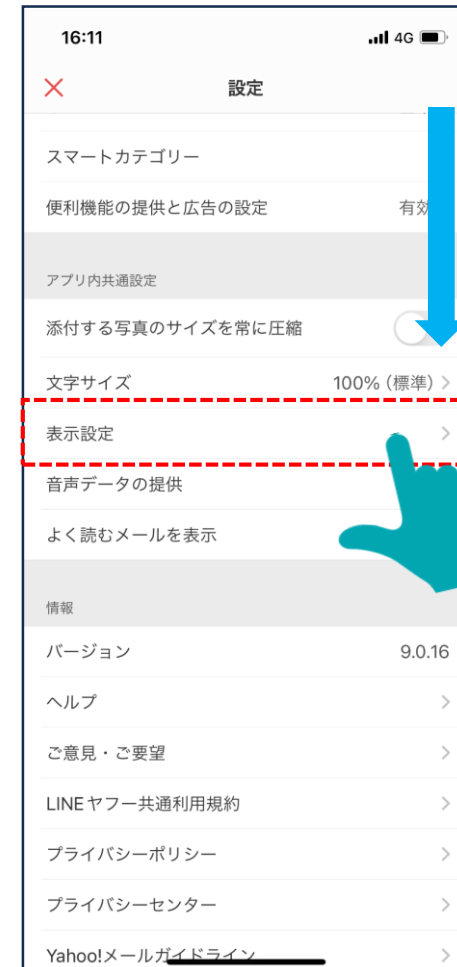 16:11
4G
設定
スマートカテゴリー
便利機能の提供と広告の設定 有効
アプリ内共通設定
添付する写真のサイズを常に圧縮
文字サイズ 100% (標準)
表示設定
音声データの提供
よく読むメールを表示
情報
バージョン 9.0.16
ヘルプ
ご意見・ご要望
LINEヤフー共通利用規約
プライバシーポリシー
プライバシーセンター
Yahoo!メールガイドライン